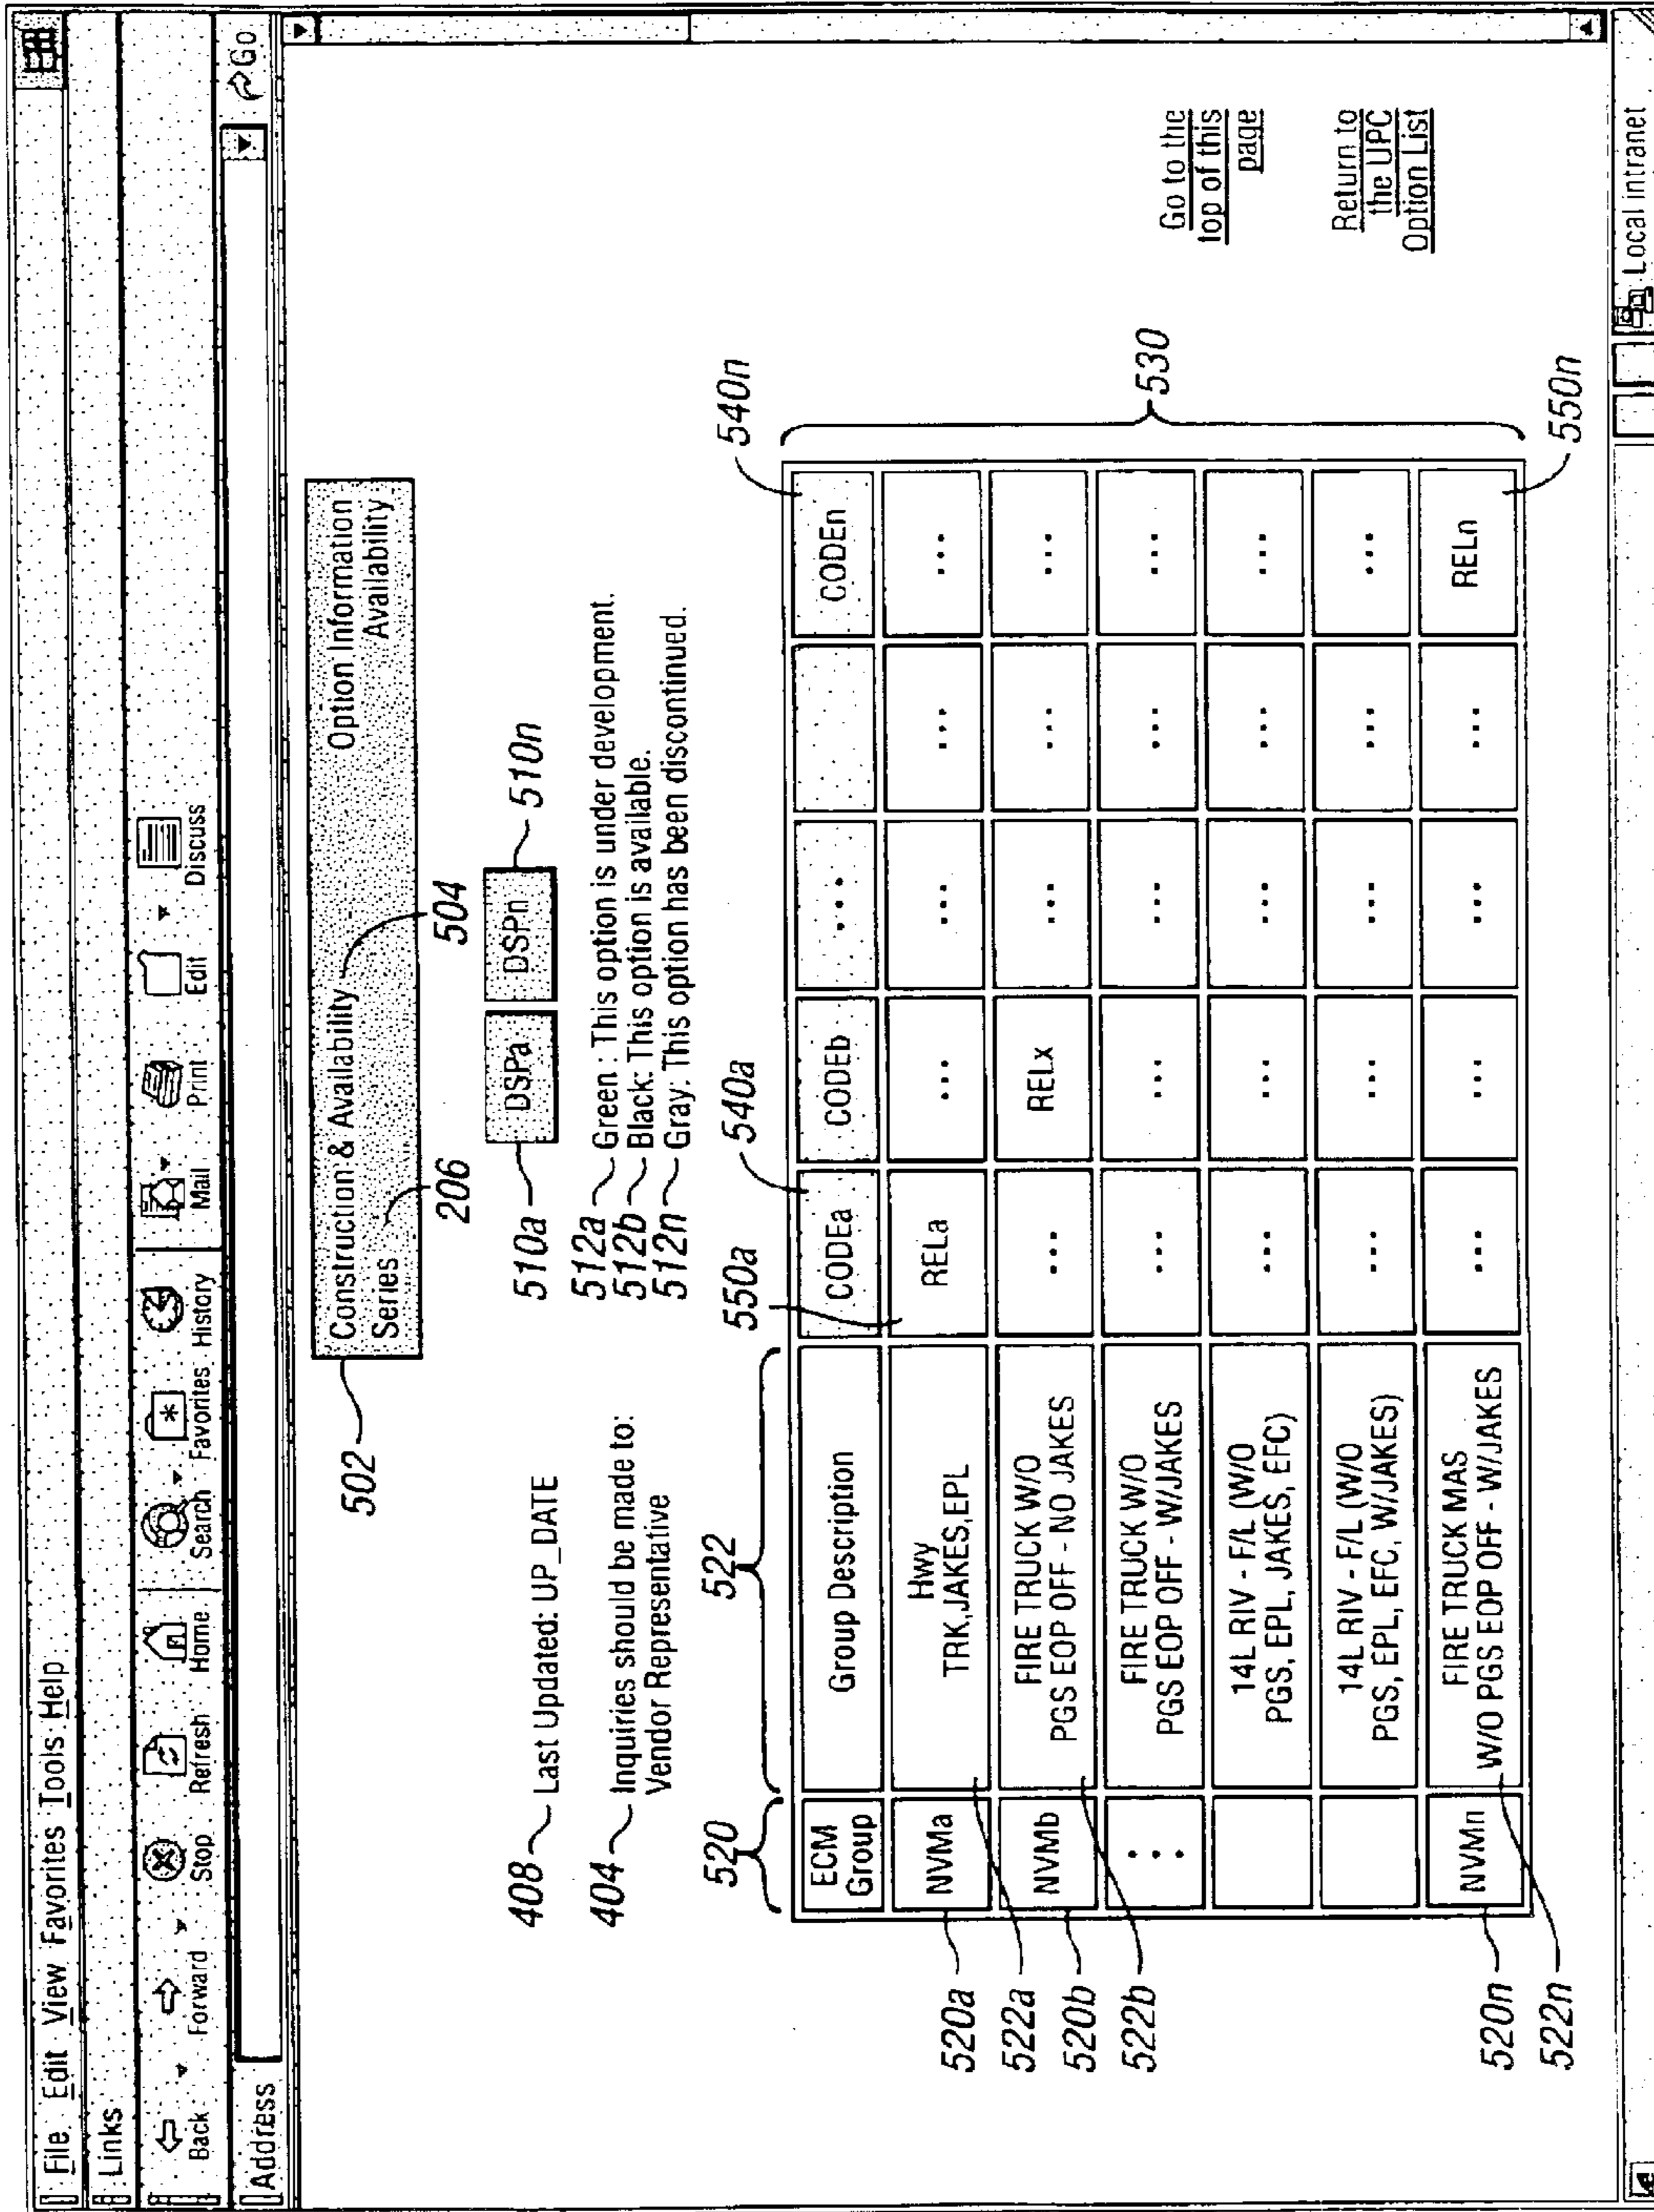 File Edit View Favorites Tools Help
Links
Back Forward Stop Refresh Home Search Favorites History Mail Print Edit Discuss
Address Go
502
Construction & Availability Option Information
Series Availability
206 504
408 Last Updated: UP_DATE
510a DSPa DSPn 510n
404 Inquiries should be made to:
Vendor Representative
512a Green : This option is under development.
512b Black: This option is available.
512n Gray: This option has been discontinued.
520 522 550a 540a 540n
ECM
Group
Group Description
CODEa CODEb ... CODEn
520a NVMa
Hwy
TRK,JAKES,EPL
RELa ... ... ... ...
522a
520b NVMb
FIRE TRUCK W/O
PGS EOP OFF - NO JAKES
... RELx ... ... ...
522b
⋮
FIRE TRUCK W/O
PGS EOP OFF - W/JAKES
... ... ... ... ...
14L RIV - F/L (W/O
PGS, EPL, JAKES, EFC)
... ... ... ... ...
14L RIV - F/L (W/O
PGS, EPL, EFC, W/JAKES)
... ... ... ... ...
520n NVMn
FIRE TRUCK MAS
W/O PGS EOP OFF - W/JAKES
... ... ... ... RELn
522n
530
550n
Go to the
top of this
page
Return to
the UPC
Option List
Local intranet